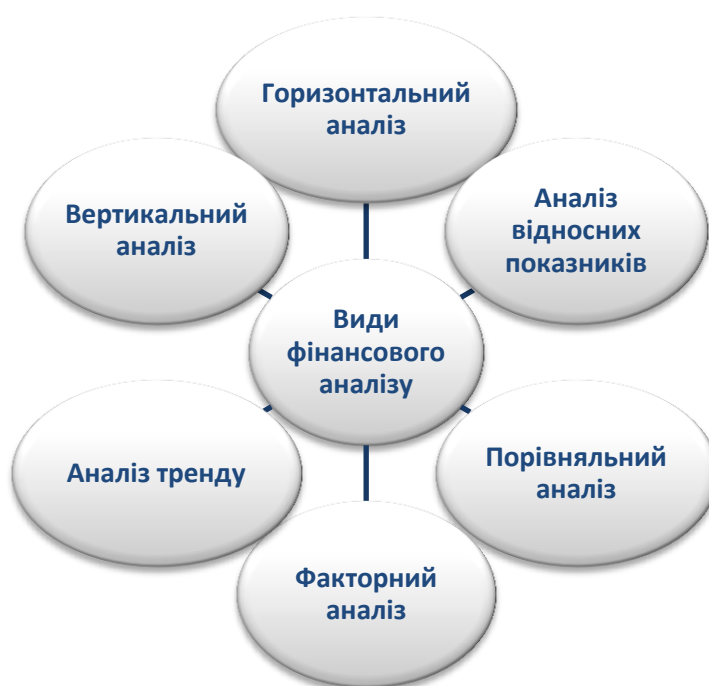 Горизонтальний
аналіз
Вертикальний
аналіз
Аналіз
відносних
показників
Види
фінансового
аналізу
Аналіз тренду
Порівняльний
аналіз
Факторний
аналіз